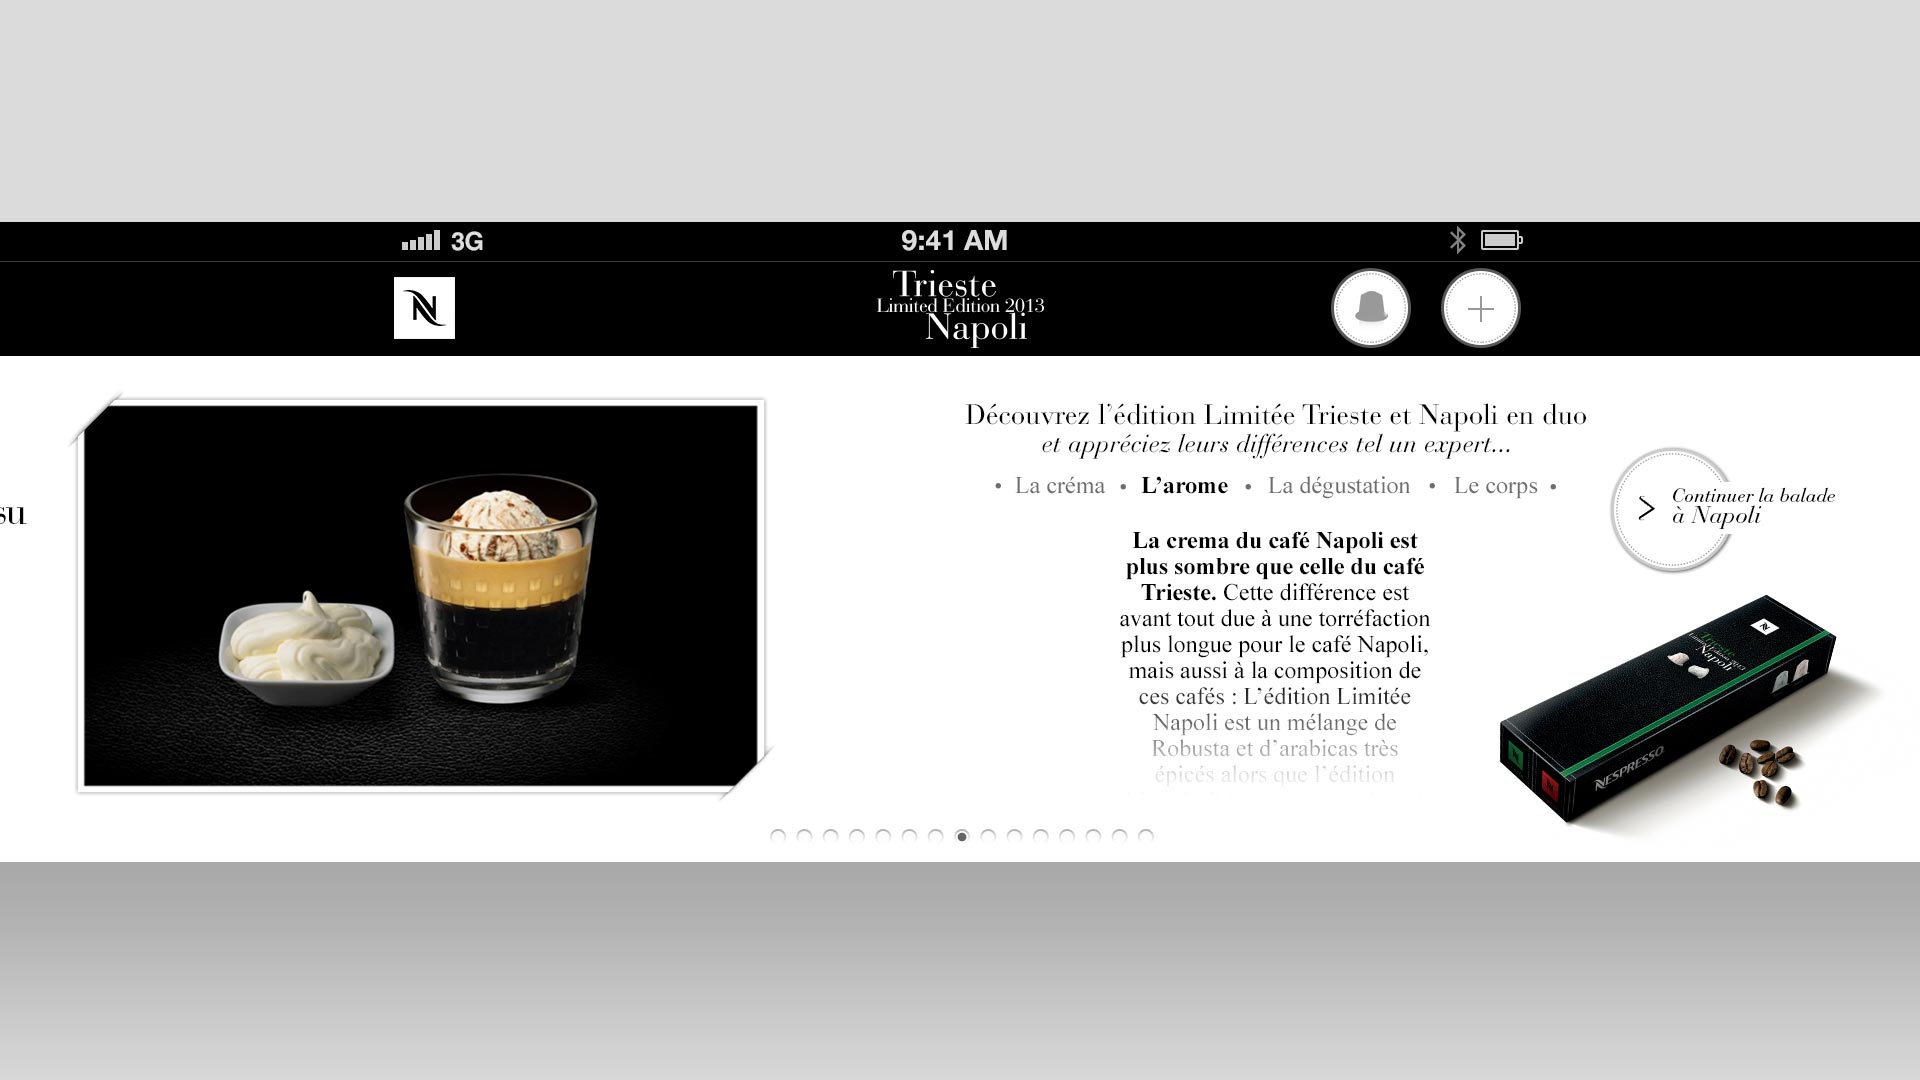 3G
9:41 AM
N
Trieste
Limited Edition 2013
Napoli
su
Découvrez l’édition Limitée Trieste et Napoli en duo
et appréciez leurs différences tel un expert...
• La créma • L’arome • La dégustation • Le corps •
La crema du café Napoli est
plus sombre que celle du café
Trieste. Cette différence est
avant tout due à une torréfaction
plus longue pour le café Napoli,
mais aussi à la composition de
ces cafés : L’édition Limitée
Napoli est un mélange de
Robusta et d’arabicas très
épicés alors que l’édition
Continuer la balade
à Napoli
N
Trieste
Limited Edition 2013
Napoli
NESPRESSO
N
N